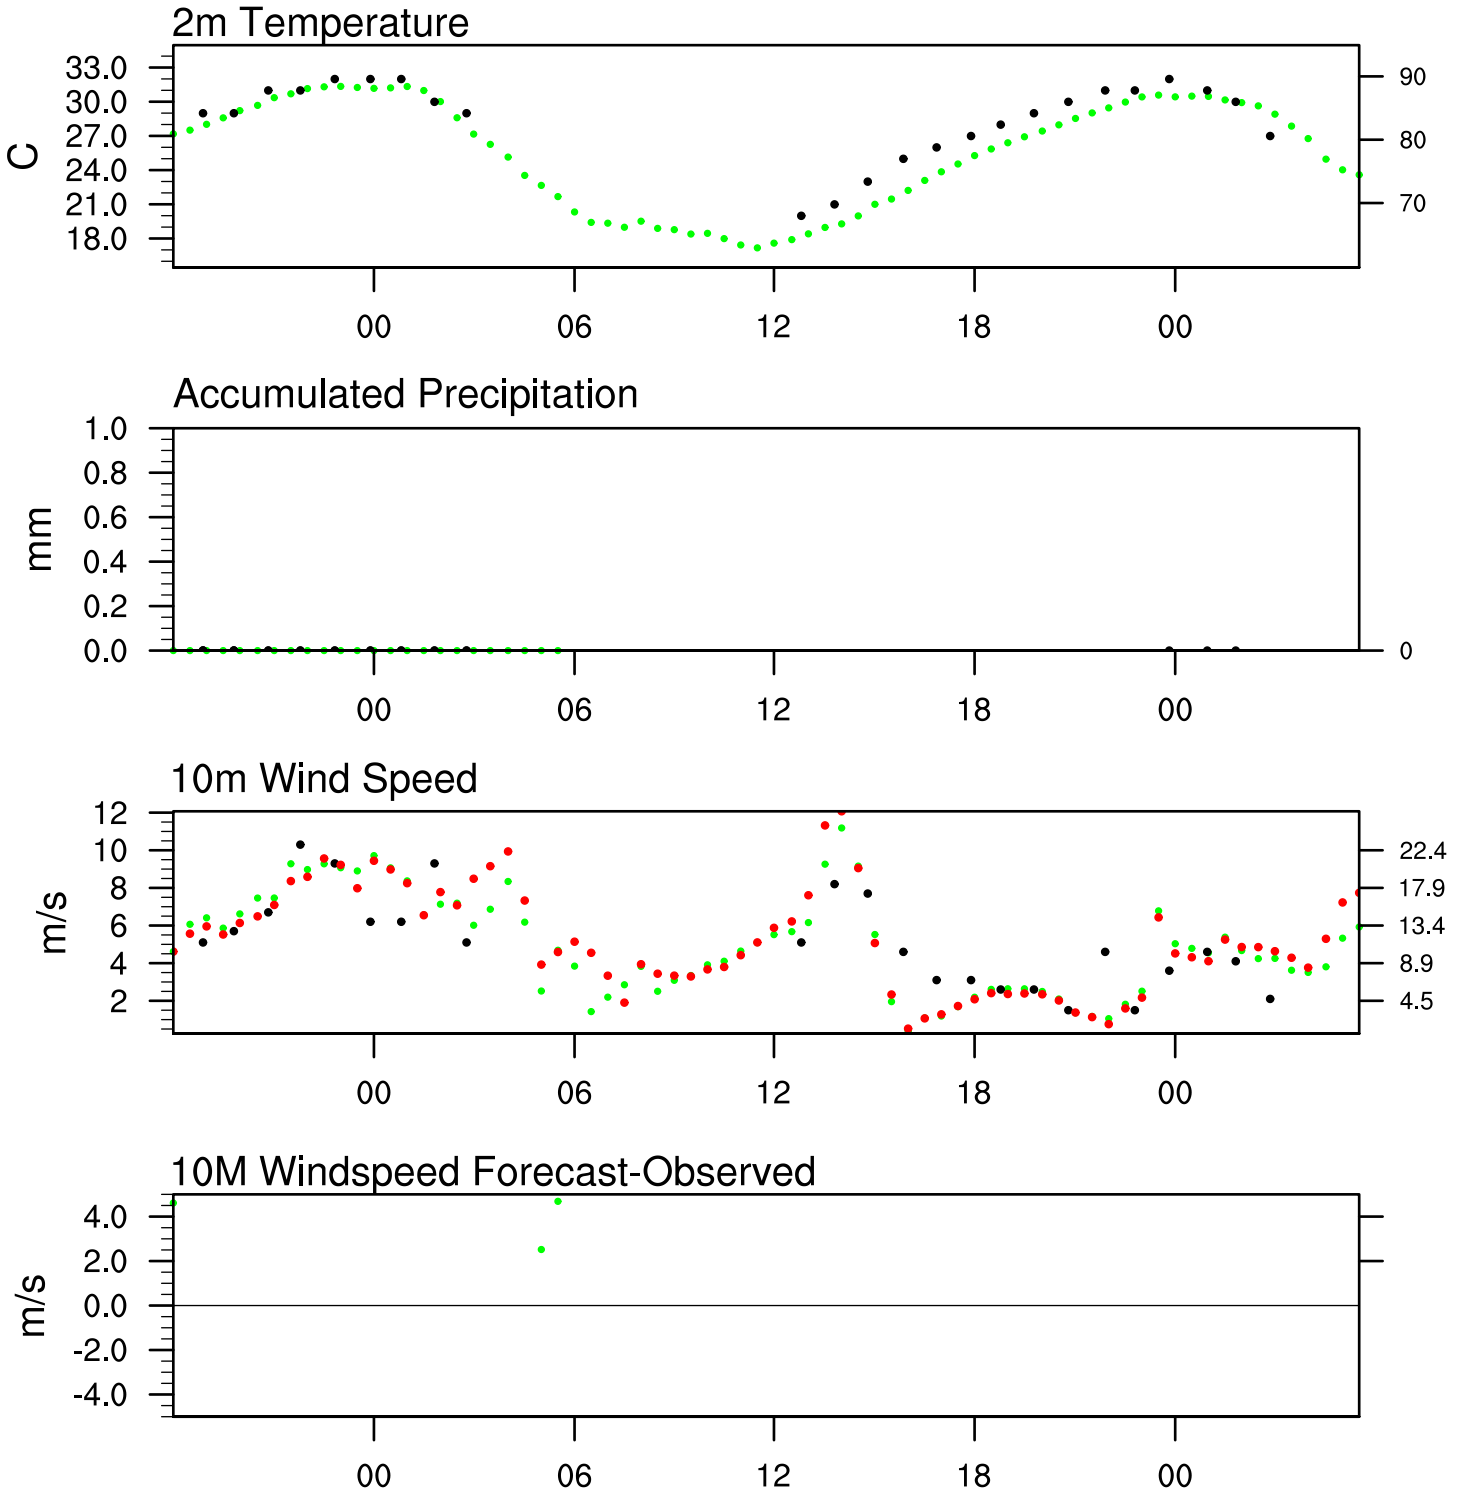 2m Temperature
33.0
30.0
27.0
24.0
21.0
18.0
C
90
80
70
00 06 12 18 00
Accumulated Precipitation
1.0
0.8
0.6
0.4
0.2
0.0
mm
0
00 06 12 18 00
10m Wind Speed
12
10
8
6
4
2
m/s
22.4
17.9
13.4
8.9
4.5
00 06 12 18 00
10M Windspeed Forecast-Observed
4.0
2.0
0.0
-2.0
-4.0
m/s
00 06 12 18 00